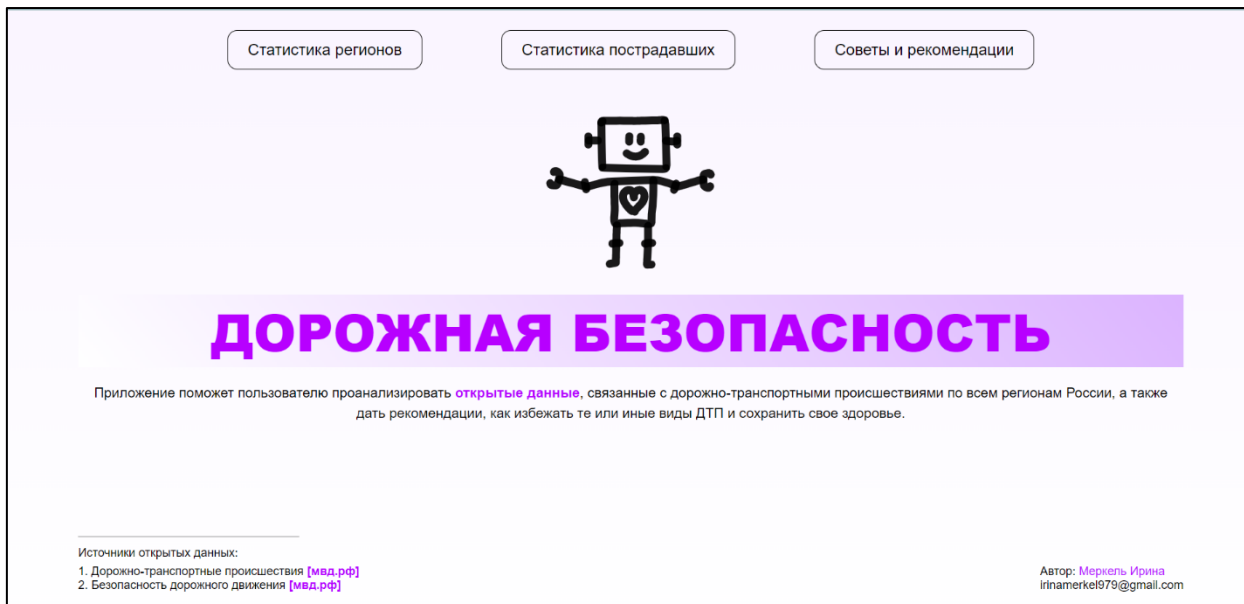 Статистика регионов
Статистика пострадавших
Советы и рекомендации
ДОРОЖНАЯ БЕЗОПАСНОСТЬ
Приложение поможет пользователю проанализировать открытые данные, связанные с дорожно-транспортными происшествиями по всем регионам России, а также
дать рекомендации, как избежать те или иные виды ДТП и сохранить свое здоровье.
Источники открытых данных:
1. Дорожно-транспортные происшествия [мвд.рф]
2. Безопасность дорожного движения [мвд.рф]
Автор: Меркель Ирина
irinamerkel979@gmail.com